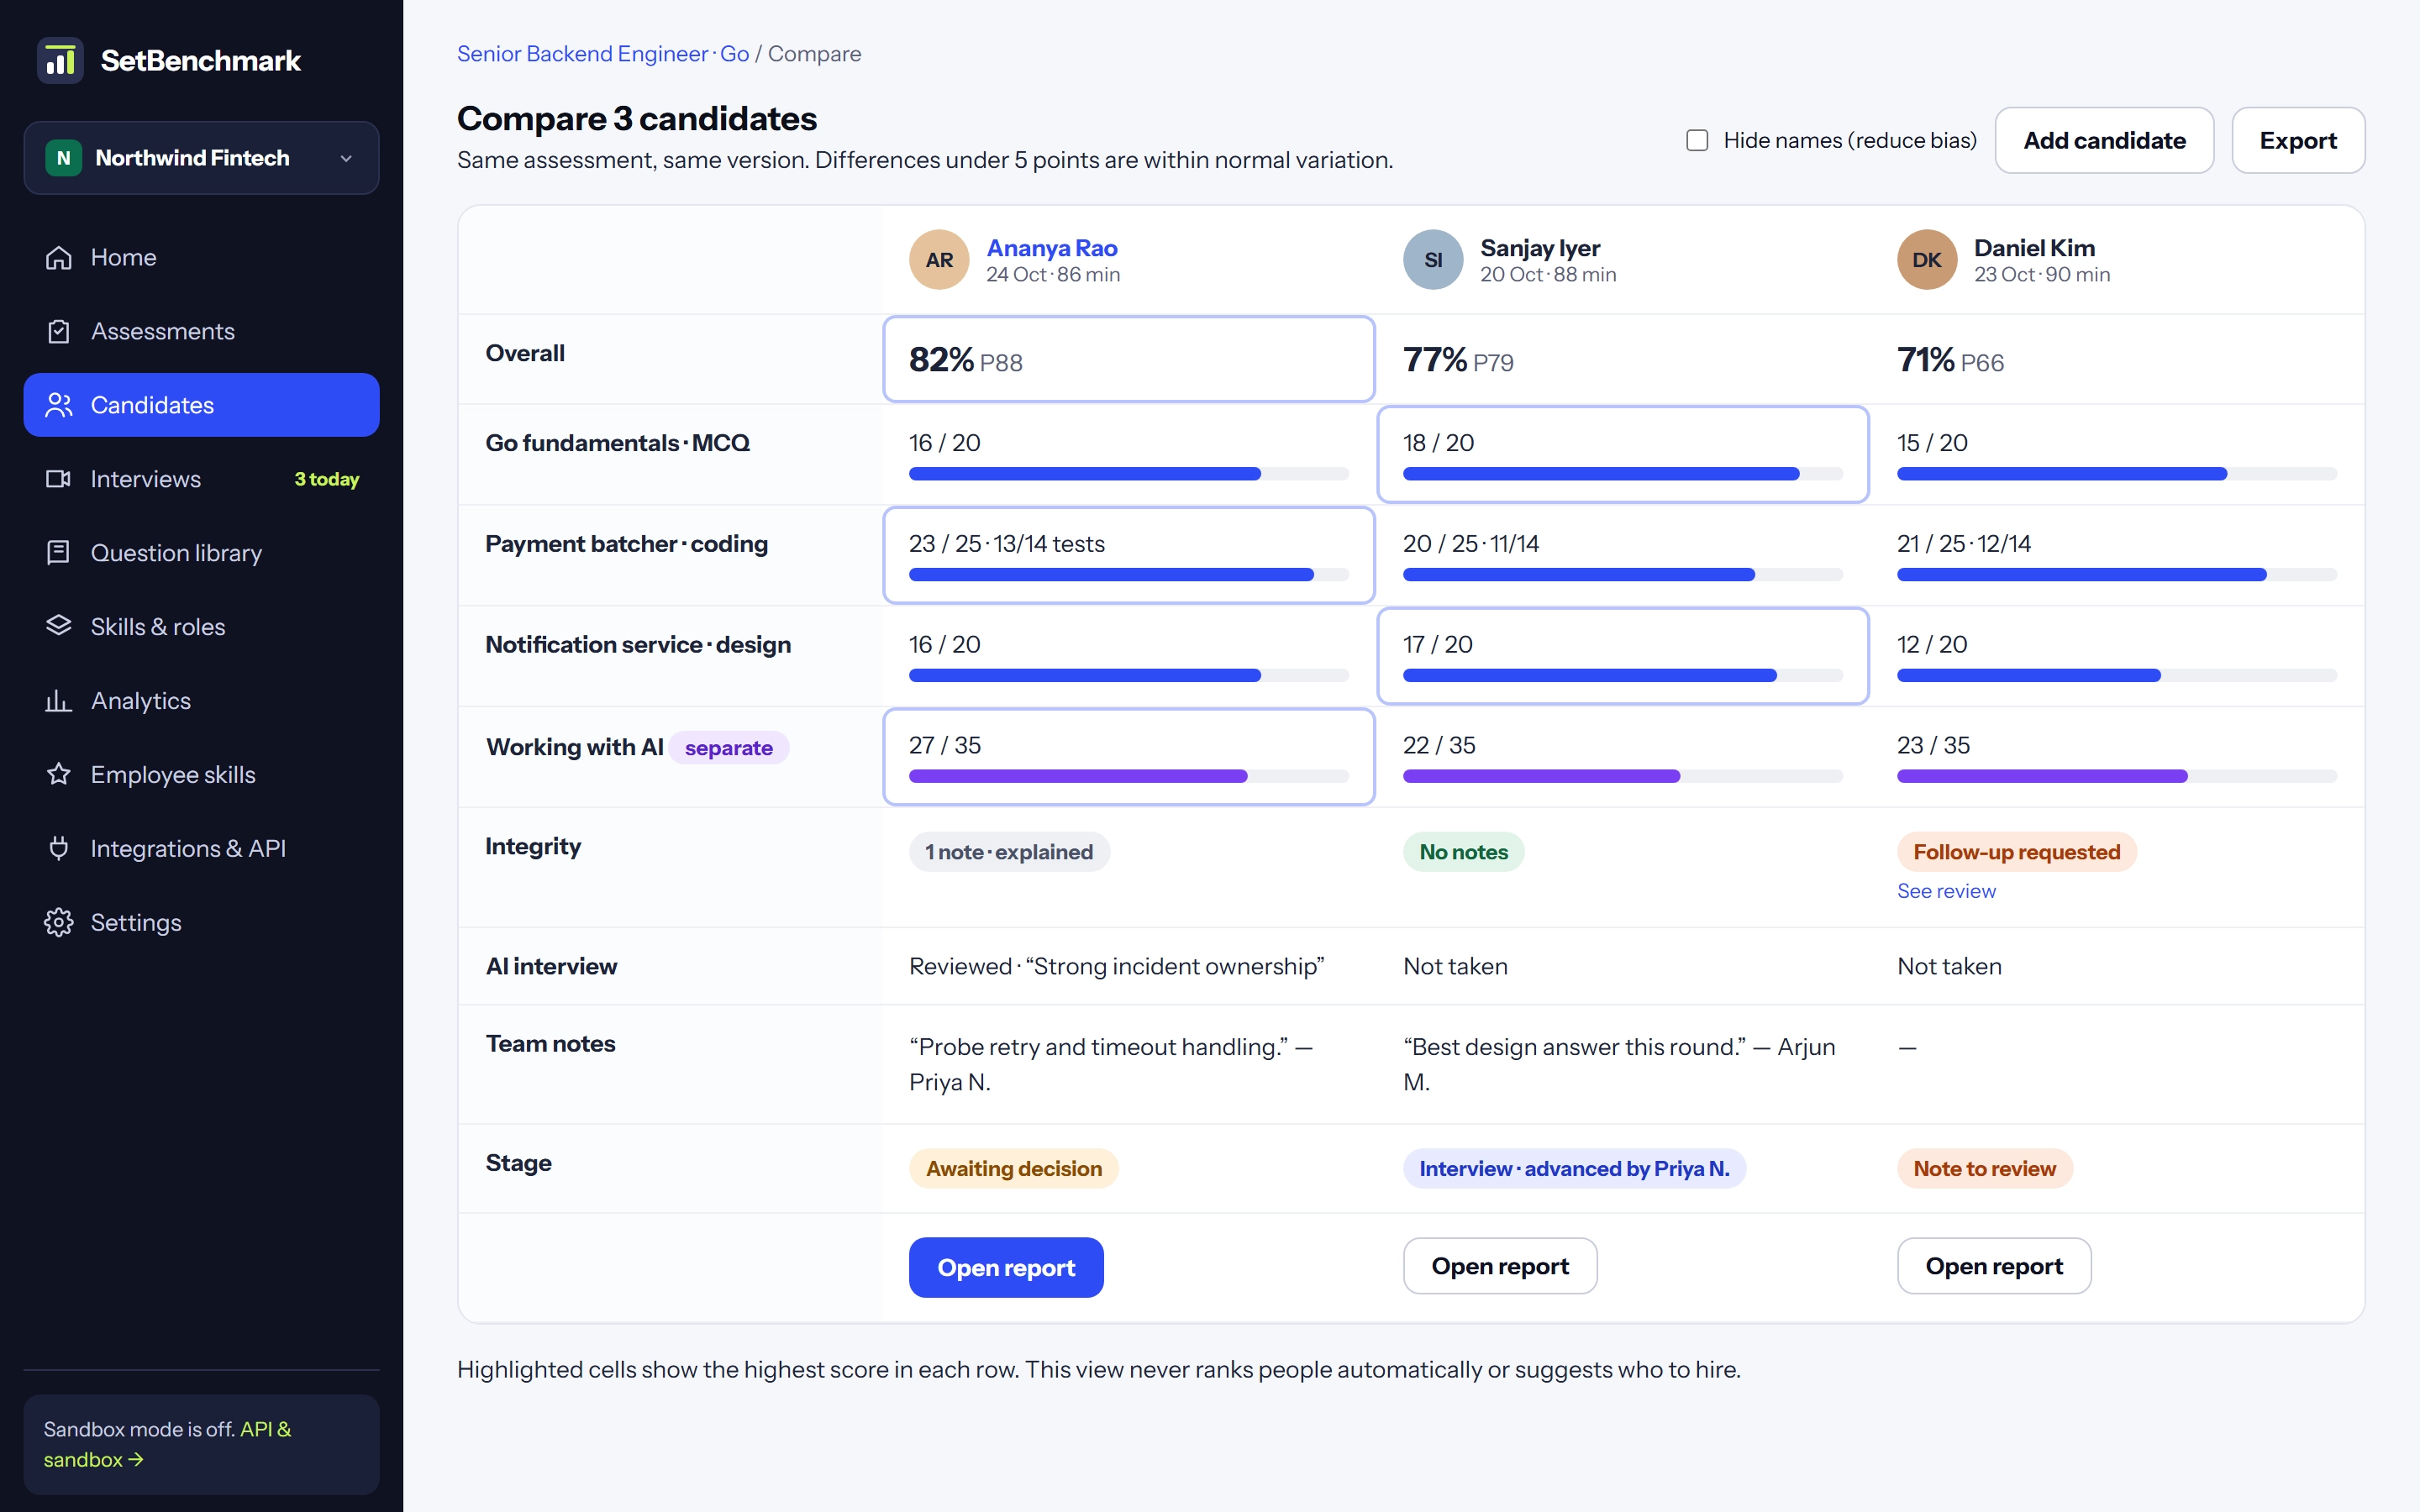 SetBenchmark
N Northwind Fintech
Home
Assessments
Candidates
Interviews 3 today
Question library
Skills & roles
Analytics
Employee skills
Integrations & API
Settings
Sandbox mode is off. API &
sandbox →
Senior Backend Engineer · Go / Compare
Compare 3 candidates
Same assessment, same version. Differences under 5 points are within normal variation.
Hide names (reduce bias)
Add candidate
Export
AR Ananya Rao
24 Oct · 86 min
SI Sanjay Iyer
20 Oct · 88 min
DK Daniel Kim
23 Oct · 90 min
Overall
82% P88
77% P79
71% P66
Go fundamentals · MCQ
16 / 20
18 / 20
15 / 20
Payment batcher · coding
23 / 25 · 13/14 tests
20 / 25 · 11/14
21 / 25 · 12/14
Notification service · design
16 / 20
17 / 20
12 / 20
Working with AI separate
27 / 35
22 / 35
23 / 35
Integrity
1 note · explained
No notes
Follow-up requested
See review
AI interview
Reviewed · “Strong incident ownership”
Not taken
Not taken
Team notes
“Probe retry and timeout handling.” —
Priya N.
“Best design answer this round.” — Arjun
M.
—
Stage
Awaiting decision
Interview · advanced by Priya N.
Note to review
Open report
Open report
Open report
Highlighted cells show the highest score in each row. This view never ranks people automatically or suggests who to hire.